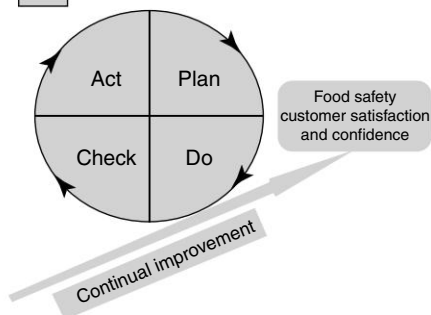 Act
Plan
Check
Do
Food safety
customer satisfaction
and confidence
Continual improvement